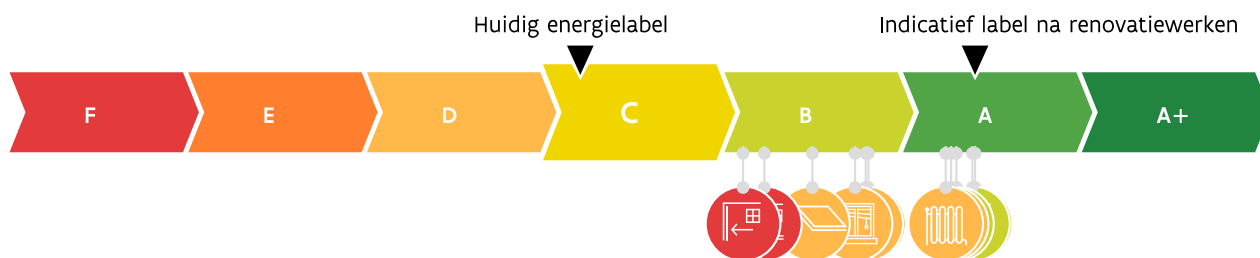 Huidig energielabel
Indicatief label na renovatiewerken
F
E
D
C
B
A
A+